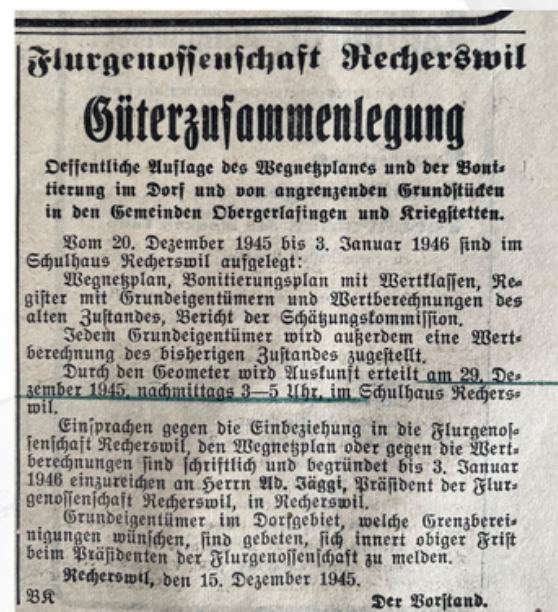 Flurgenossenschaft Recherswil
Güterzusammenlegung
Oeffentliche Auflage des Wegnetzplanes und der Boni-
tierung im Dorf und von angrenzenden Grundstücken
in den Gemeinden Obergerlafingen und Kriegstetten.
Vom 20. Dezember 1945 bis 3. Januar 1946 sind im
Schulhaus Recherswil aufgelegt:
Wegnetzplan, Bonitierungsplan mit Wertklassen, Re-
gister mit Grundeigentümern und Wertberechnungen des
alten Zustandes, Bericht der Schätzungskommission.
Jedem Grundeigentümer wird außerdem eine Wert-
berechnung des bisherigen Zustandes zugestellt.
Durch den Geometer wird Auskunft erteilt am 29. De-
zember 1945, nachmittags 3—5 Uhr, im Schulhaus Rechers-
wil.
Einsprachen gegen die Einbeziehung in die Flurgenos-
senschaft Recherswil, den Wegnetzplan oder gegen die Wert-
berechnungen sind schriftlich und begründet bis 3. Januar
1946 einzureichen an Herrn Ad. Jäggi, Präsident der Flur-
genossenschaft Recherswil, in Recherswil.
Grundeigentümer im Dorfgebiet, welche Grenzberei-
nigungen wünschen, sind gebeten, sich innert obiger Frist
beim Präsidenten der Flurgenossenschaft zu melden.
Recherswil, den 15. Dezember 1945.
BK Der Vorstand.